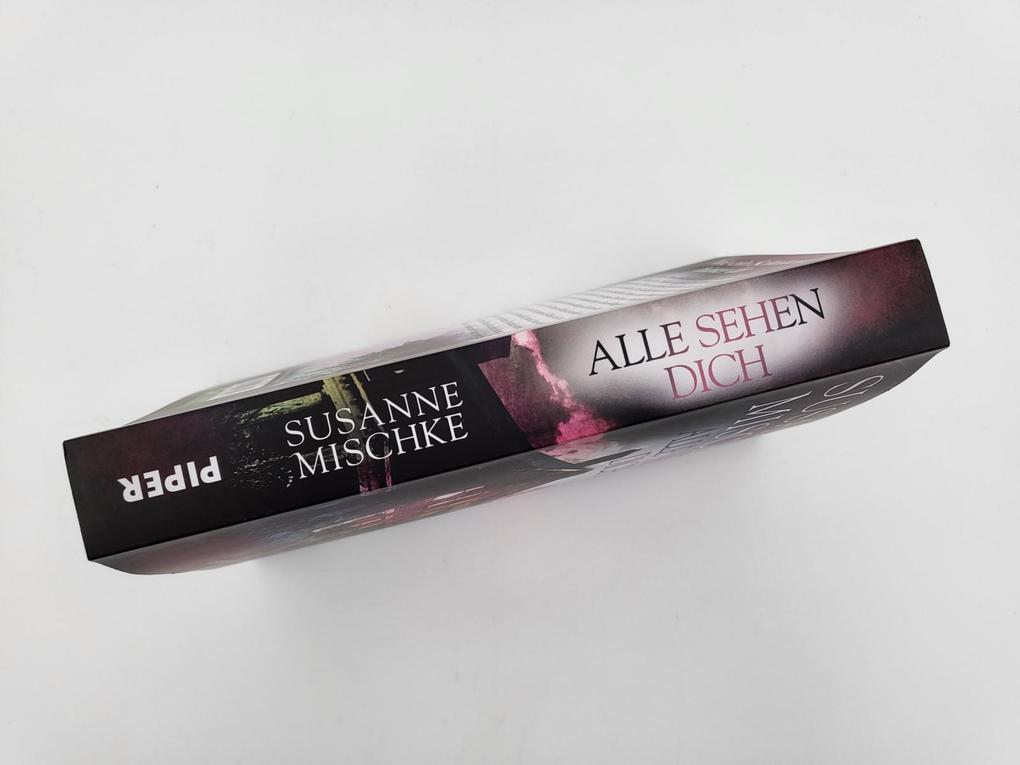 SUSANNE
MISCHKE
ALLE SEHEN
DICH
PIPER